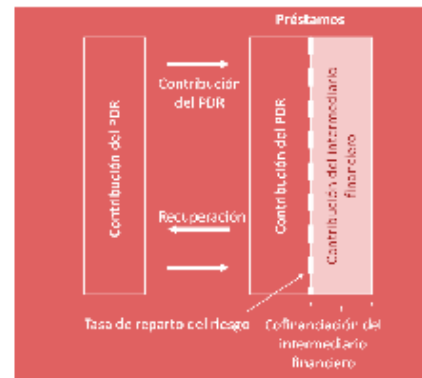 Préstamos
Contribución
del PDR
Contribución del PDR
Contribución del PDR
Contribución del intermediario
financiero
Recuperación
Tasa de reparto del riesgo
Cofinanciación del
intermediario
financiero